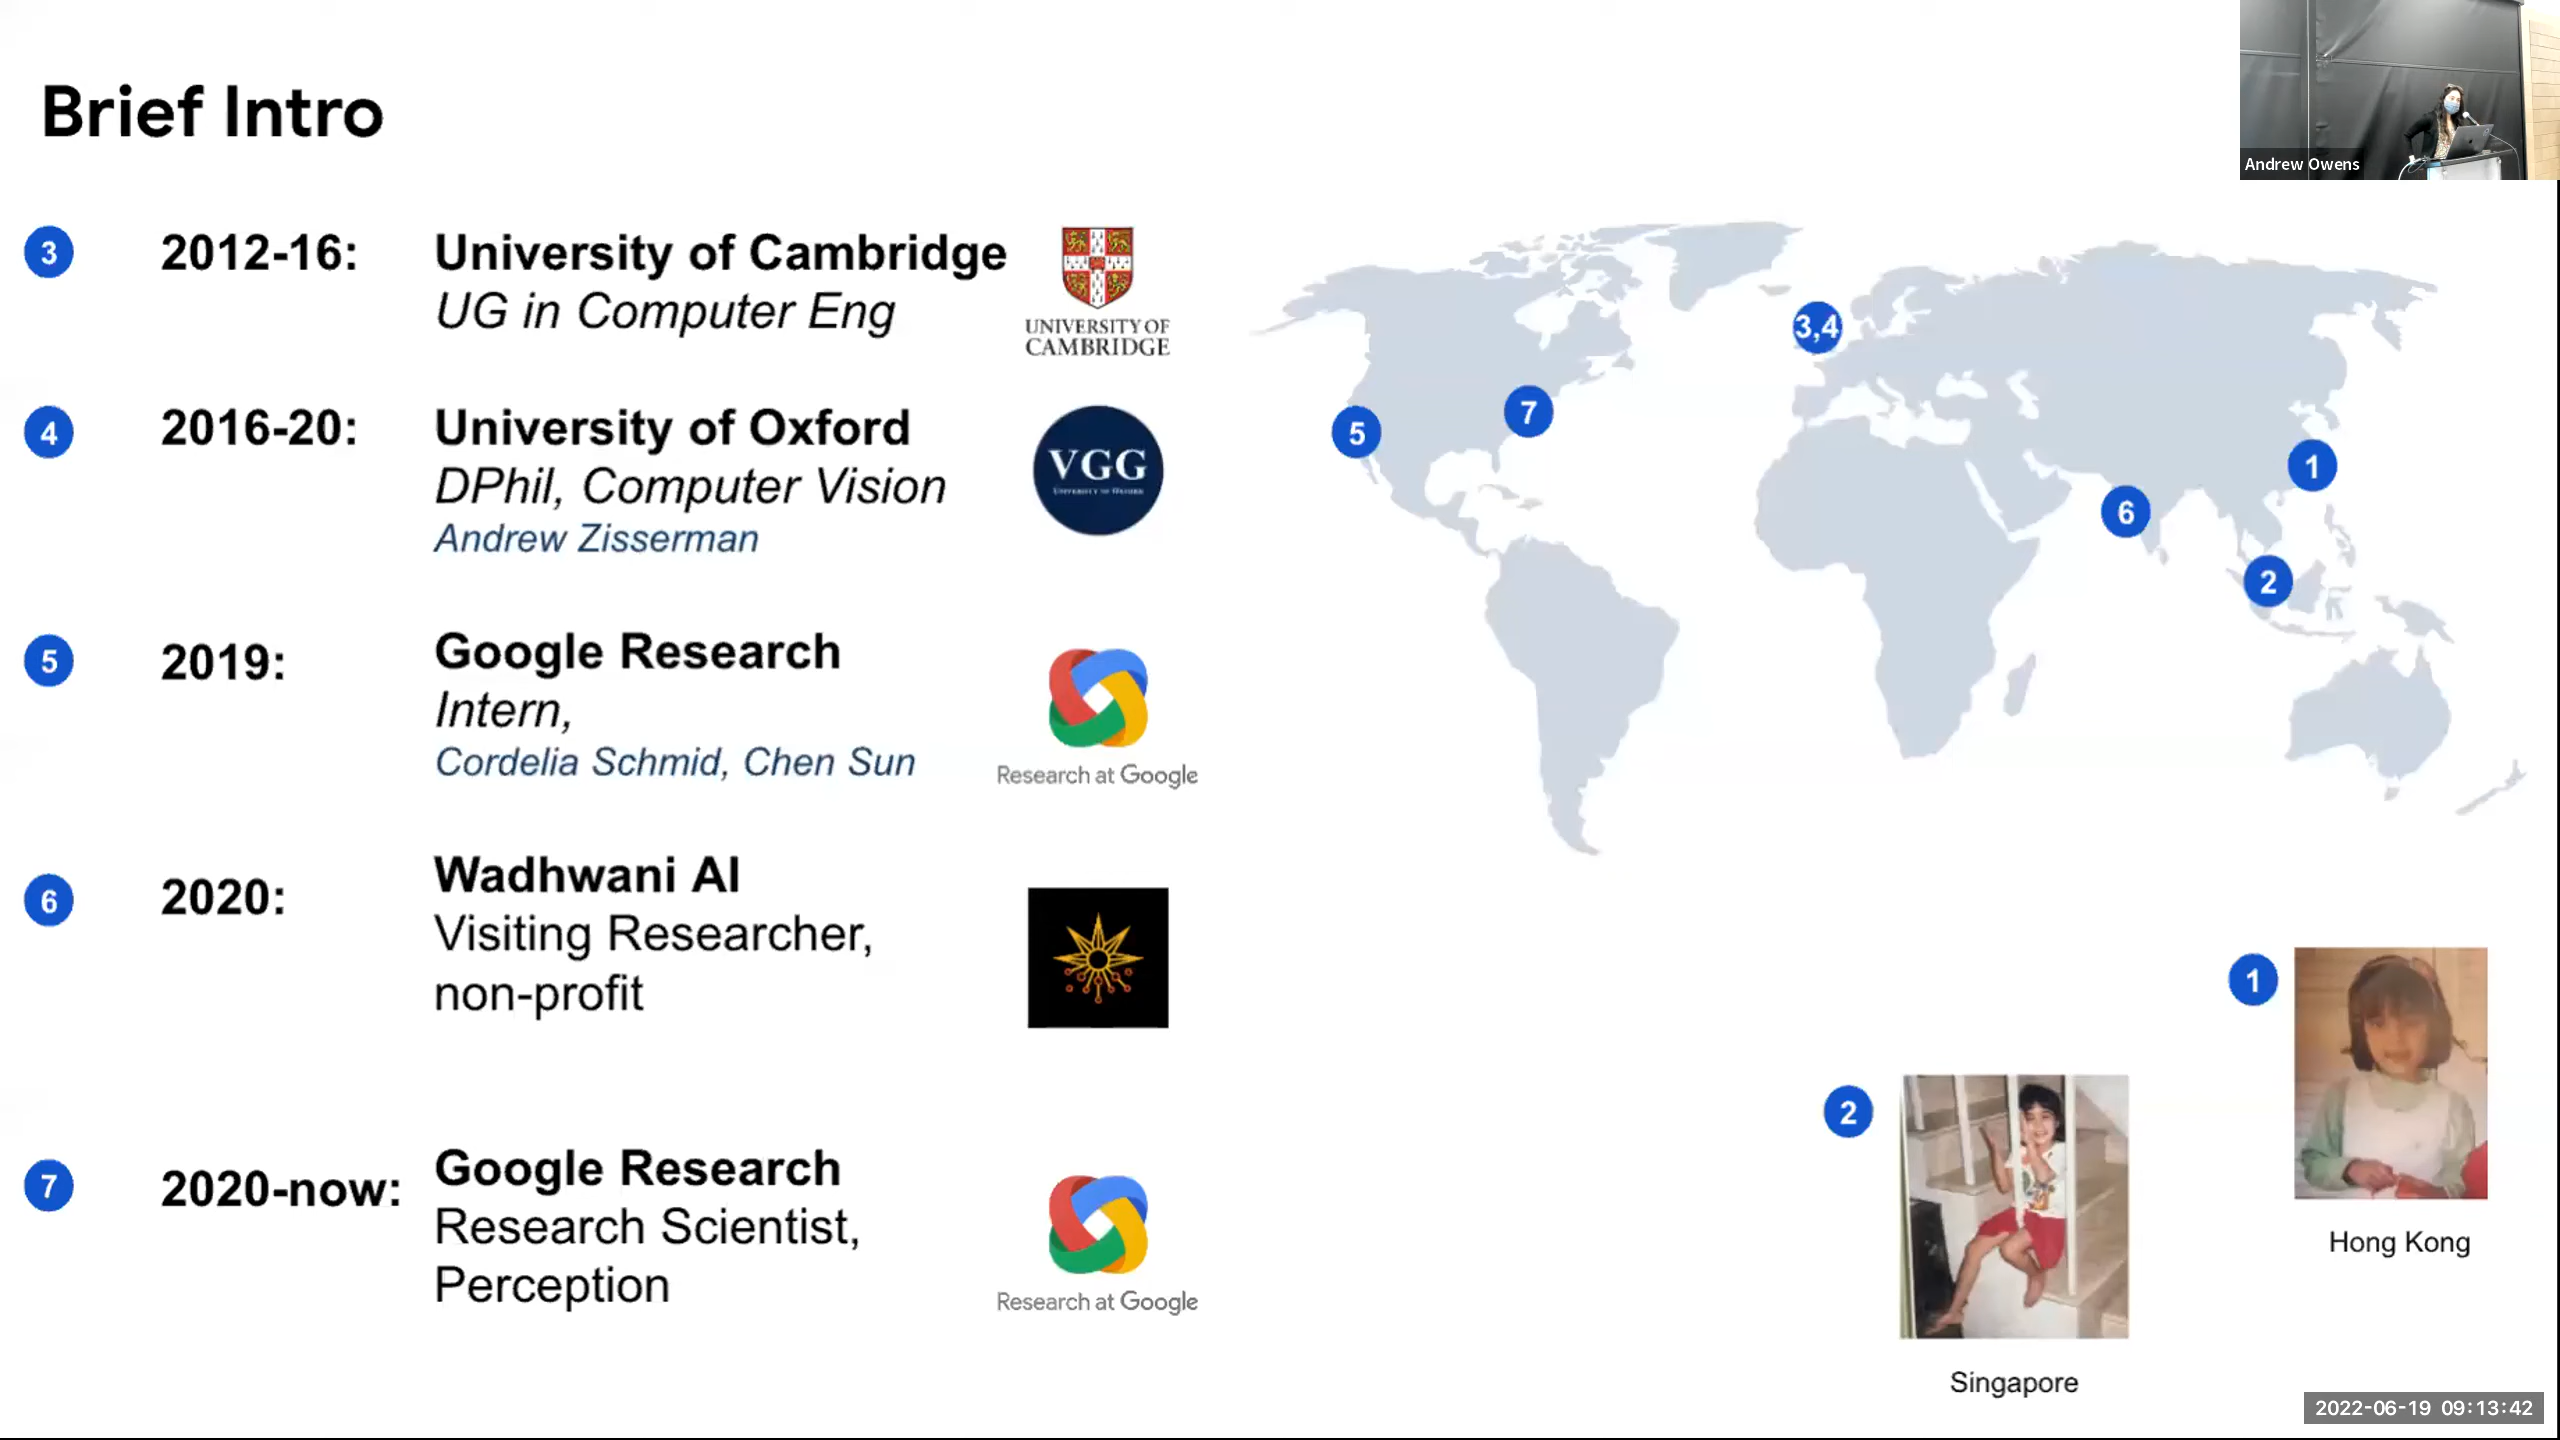 Brief Intro
Andrew Owens
3
2012-16:
University of Cambridge
UG in Computer Eng
UNIVERSITY OF
CAMBRIDGE
4
2016-20:
University of Oxford
DPhil, Computer Vision
Andrew Zisserman
VGG
UNIVERSITY OF OXFORD
5
2019:
Google Research
Intern,
Cordelia Schmid, Chen Sun
Research at Google
6
2020:
Wadhwani AI
Visiting Researcher,
non-profit
7
2020-now:
Google Research
Research Scientist,
Perception
Research at Google
3,4
5
7
1
6
2
1
Hong Kong
2
Singapore
2022-06-19 09:13:42